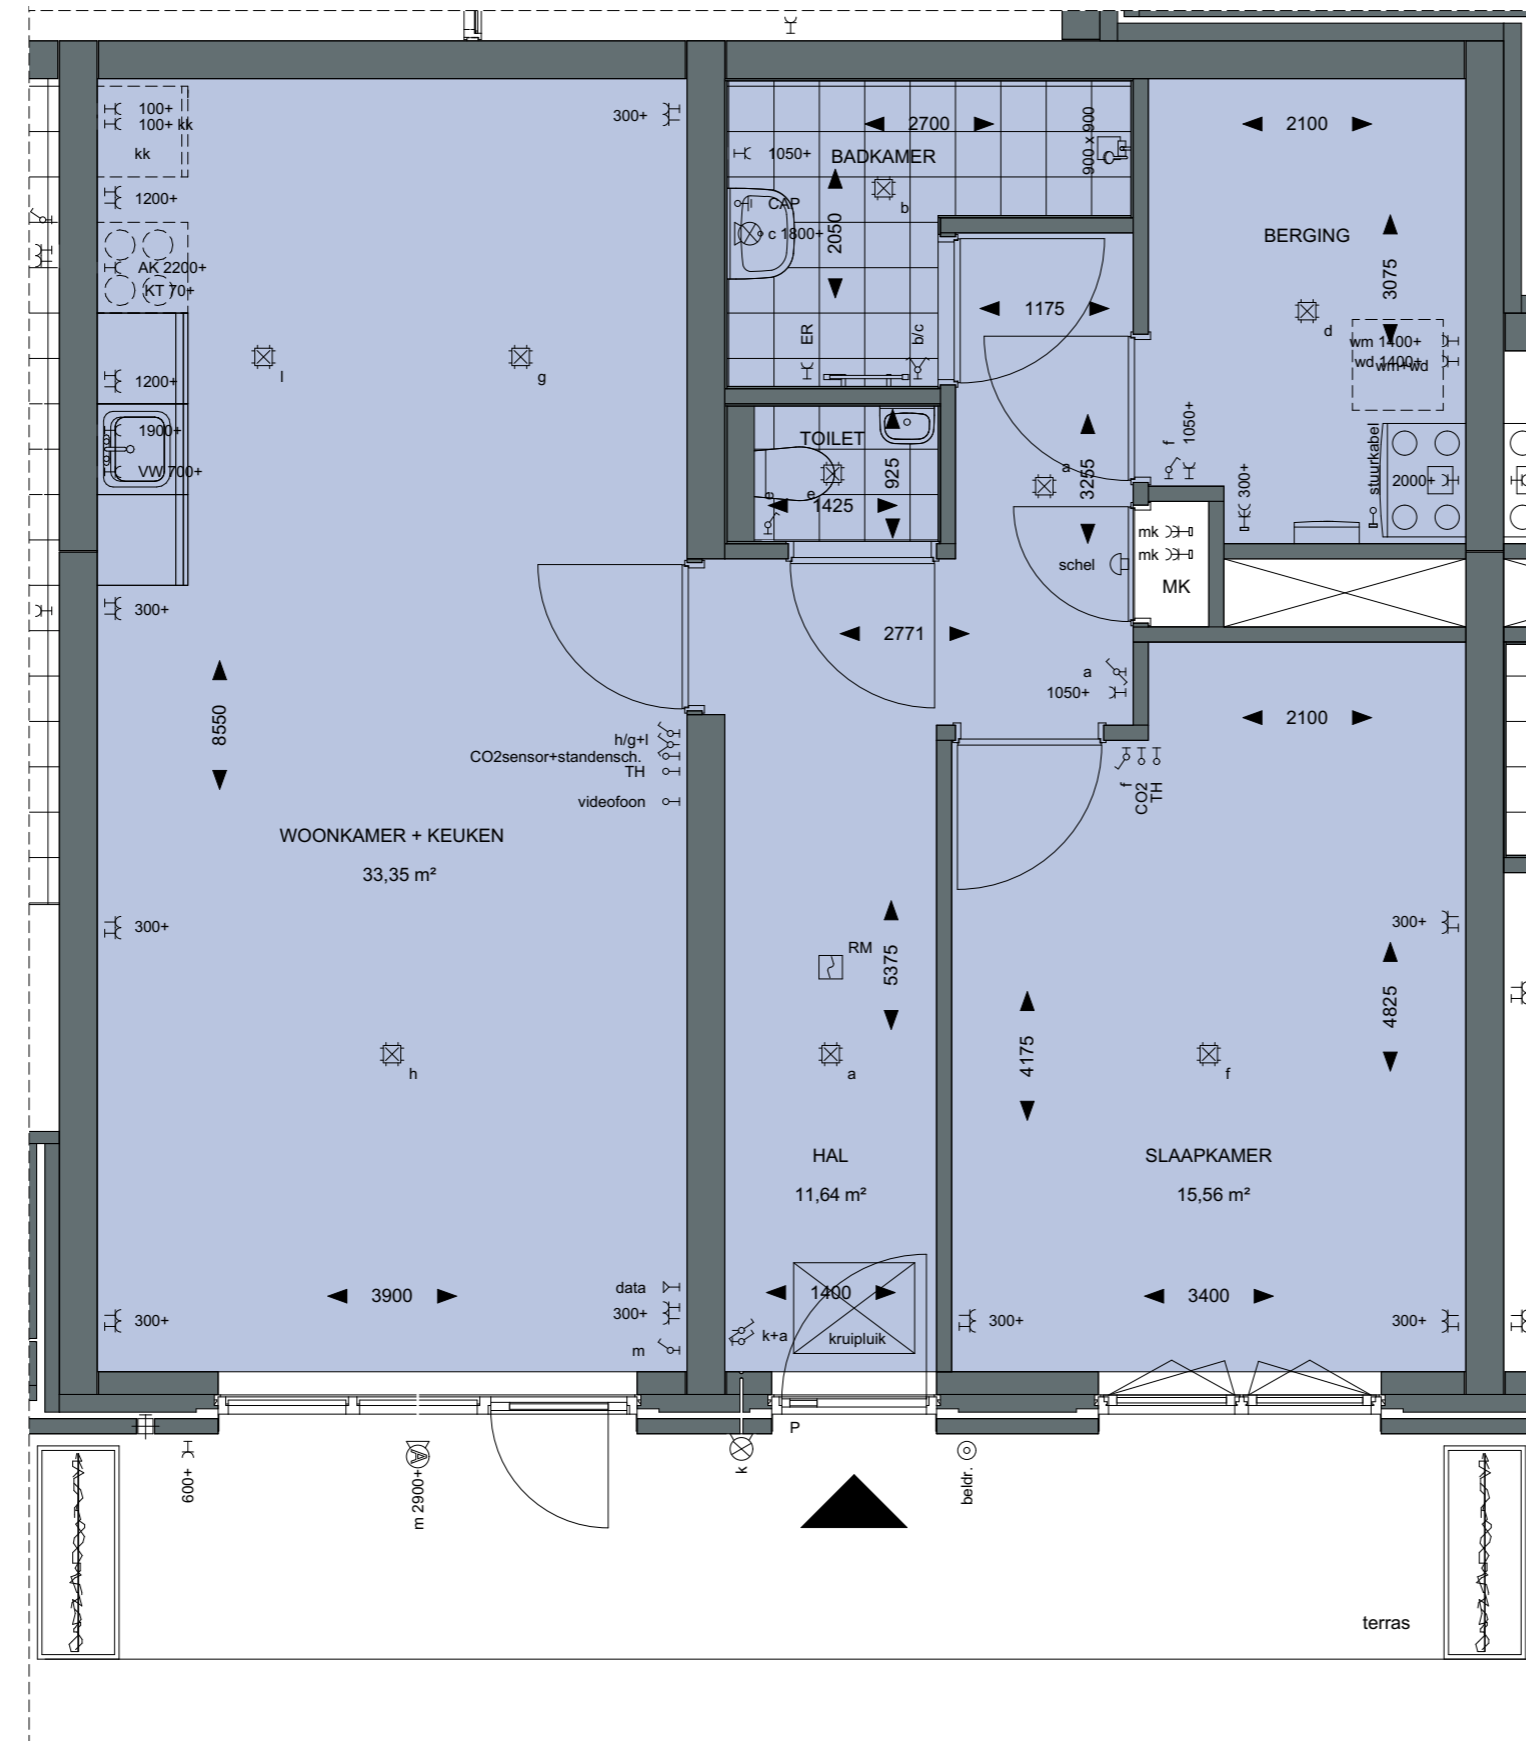 100+
100+ kk
kk
1200+
AK 2200+
KT 70+
1200+
1900+
VW 700+
300+
300+
l
g
300+
8550
h/g+l
CO2sensor+standensch.
TH
videofoon
WOONKAMER + KEUKEN
33,35 m²
300+
h
3900
data
300+
m
300+
2700
900 x 900
1050+
BADKAMER
CAP
b
c 1800+
2050
ER
b/c
1175
TOILET
e
e
925
1425
a
3255
schel
2771
a
1050+
RM
5375
a
HAL
11,64 m²
1400
k+a
kruipluik
2100
BERGING
3075
d
wm 1400+
wd 1400+
wm+wd
f
1050+
300+
stuurkabel
2000+
mk
mk
MK
2100
f
CO2
TH
300+
4825
4175
f
SLAAPKAMER
15,56 m²
3400
300+
300+
600+
m 2900+
A
k
P
beldr.
terras